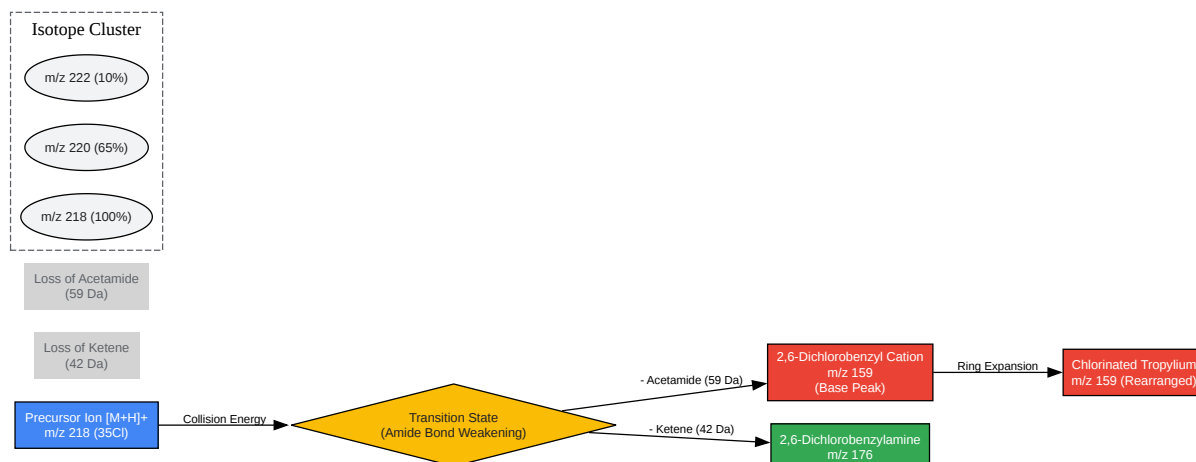 Isotope Cluster
m/z 222 (10%)
m/z 220 (65%)
m/z 218 (100%)
Loss of Acetamide
(59 Da)
Loss of Ketene
(42 Da)
Precursor Ion [M+H]+
m/z 218 (35Cl)
Collision Energy
Transition State
(Amide Bond Weakening)
- Acetamide (59 Da)
- Ketene (42 Da)
2,6-Dichlorobenzyl Cation
m/z 159
(Base Peak)
Ring Expansion
Chlorinated Tropylium
m/z 159 (Rearranged)
2,6-Dichlorobenzylamine
m/z 176